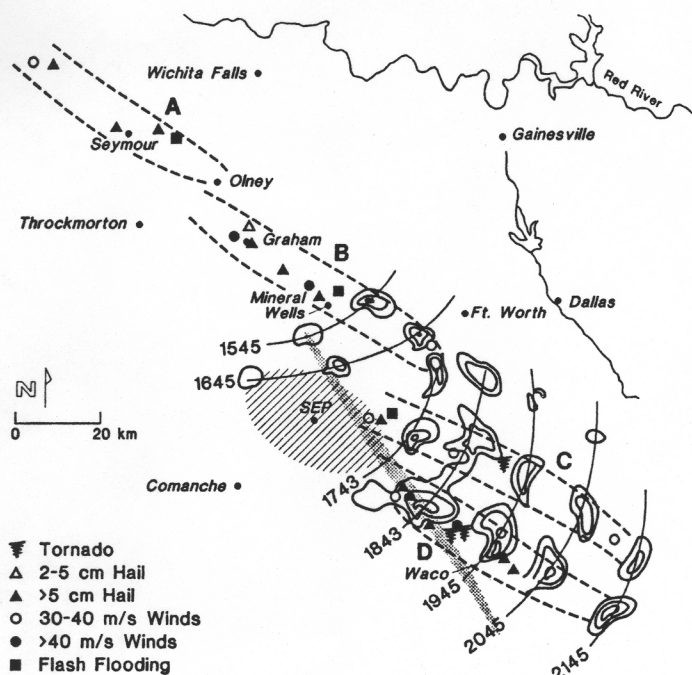 Wichita Falls
Red River
A
Seymour
Gainesville
Olney
Throckmorton
Graham
B
Mineral
Wells
Ft. Worth
Dallas
1545
1645
N
SEP
0 20 km
Comanche
1743
C
1843
D
Waco
1945
2045
2145
Tornado
2-5 cm Hail
>5 cm Hail
30-40 m/s Winds
>40 m/s Winds
Flash Flooding